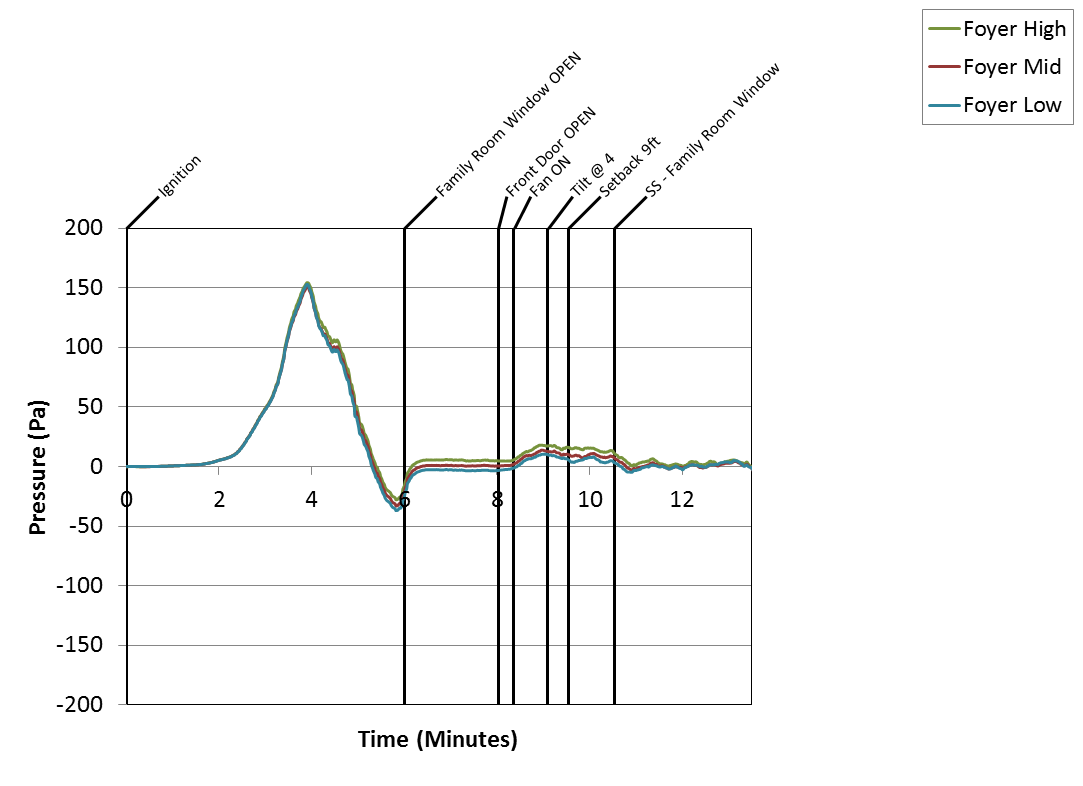 Foyer High
Foyer Mid
Foyer Low
Ignition
Family Room Window OPEN
Front Door OPEN
Fan ON
Tilt @ 4
Setback 9ft
SS - Family Room Window
200
150
100
50
0
-50
-100
-150
-200
0 2 4 6 8 10 12
Pressure (Pa)
Time (Minutes)